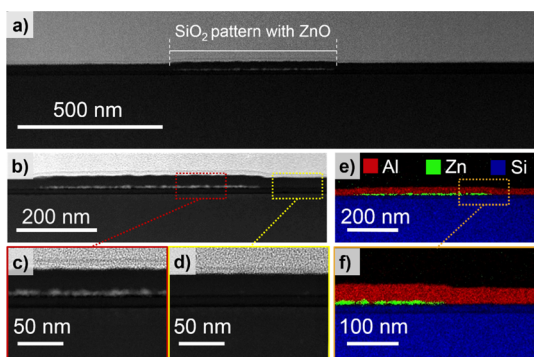 a)
SiO₂ pattern with ZnO
500 nm
b)
200 nm
e)
Al
Zn
Si
200 nm
c)
50 nm
d)
50 nm
f)
100 nm